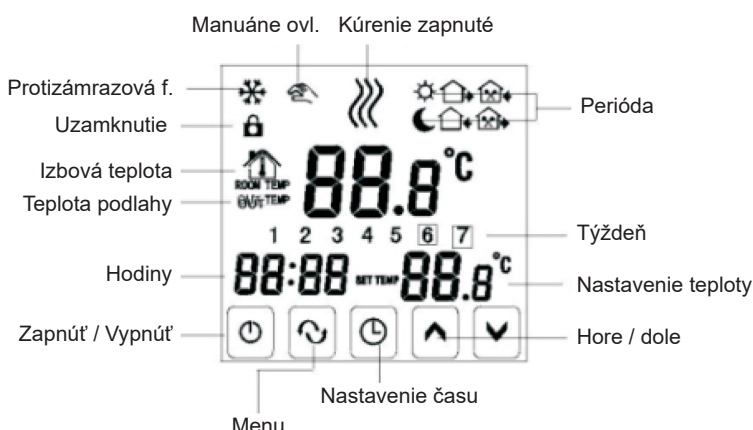 Manuáne ovl. Kúrenie zapnuté
Protizámrazová f.
Uzamknutie
Perióda
Izbová teplota
ROOM TEMP
88.8°C
Teplota podlahy
OUT TEMP
1 2 3 4 5 6 7
Týždeň
Hodiny
88:88 SET TEMP 88.8°C
Nastavenie teploty
Zapnúť / Vypnúť
Hore / dole
Nastavenie času
Menu